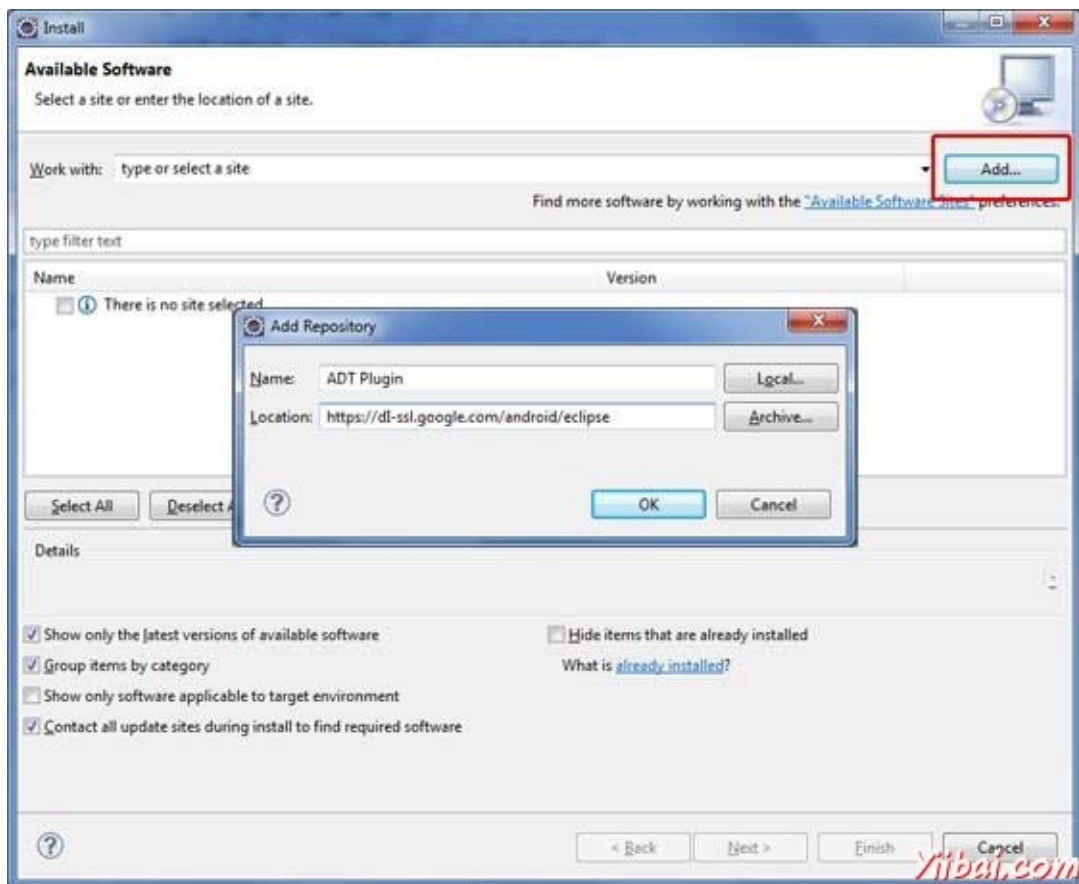 Install
Available Software
Select a site or enter the location of a site.
Work with: type or select a site
Add...
Find more software by working with the "Available Software Sites" preferences.
type filter text
Name Version
There is no site selected
Add Repository
Name: ADT Plugin Local...
Location: https://dI-ssl.google.com/android/eclipse Archive...
OK Cancel
Select All Deselect A
Details
Show only the latest versions of available software
Hide items that are already installed
Group items by category
What is already installed?
Show only software applicable to target environment
Contact all update sites during install to find required software
< Back Next > Finish Cancel
Yiibai.com